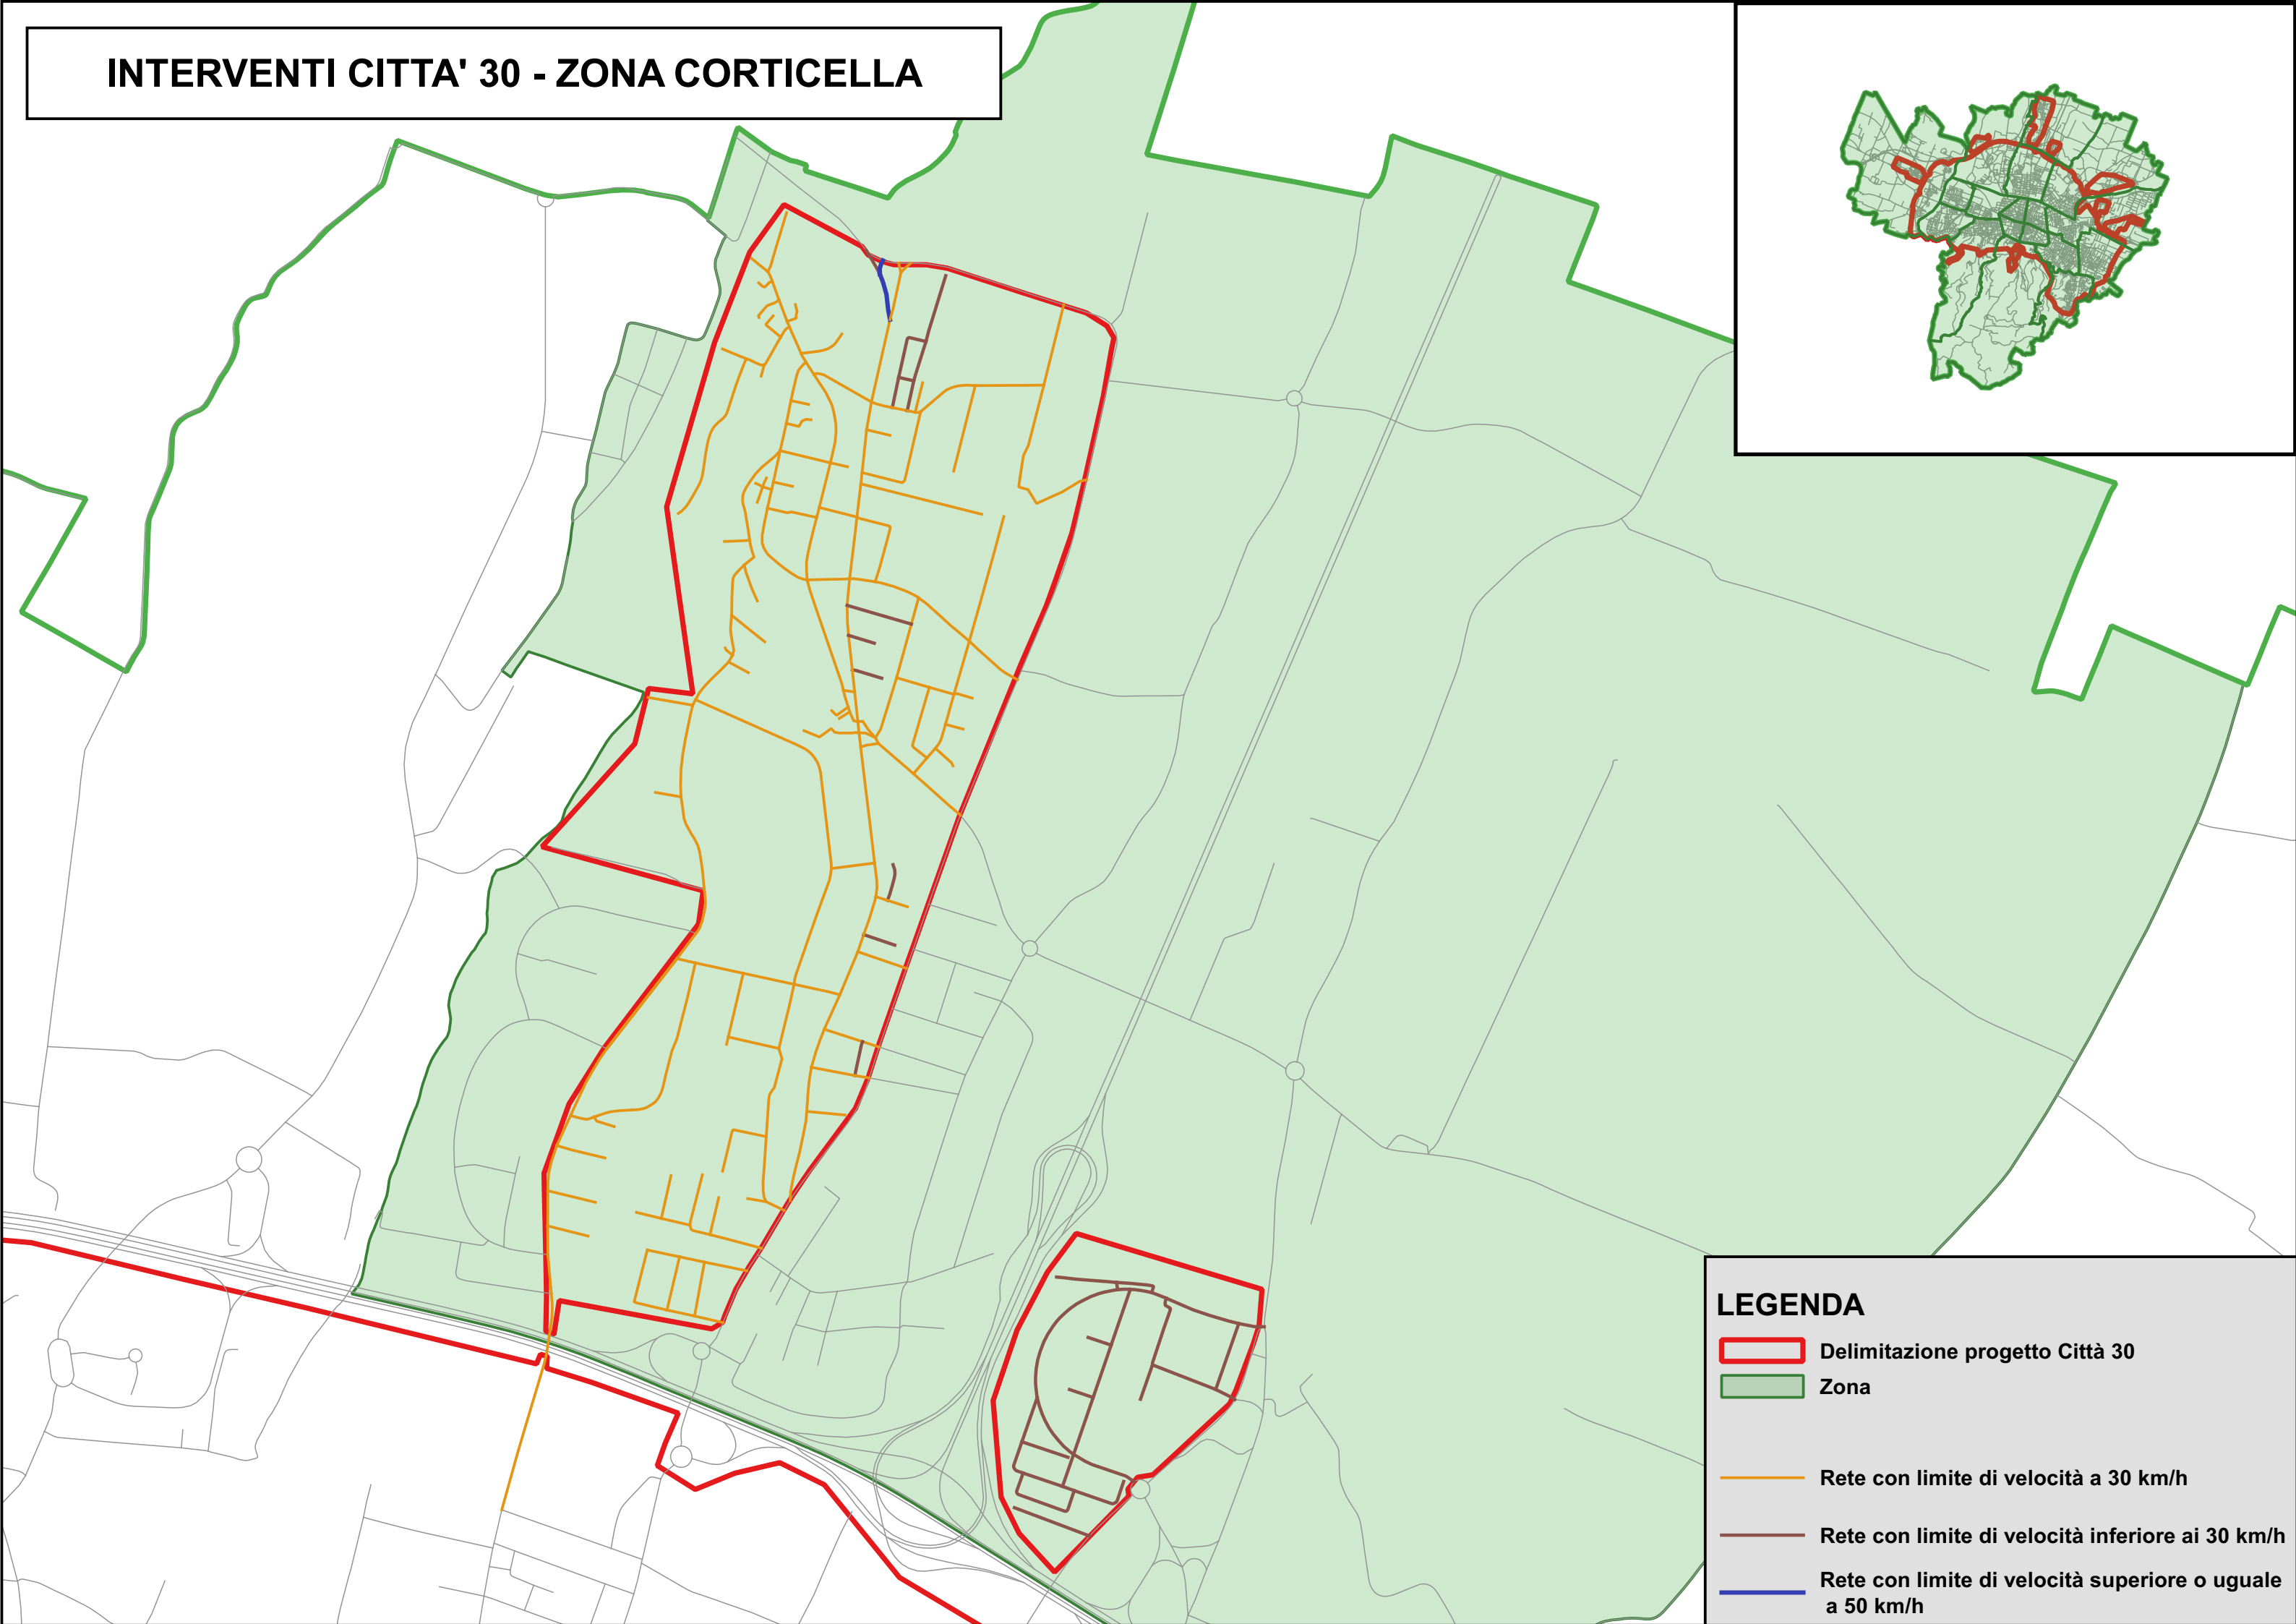 INTERVENTI CITTA' 30 - ZONA CORTICELLA
LEGENDA
Delimitazione progetto Città 30
Zona
Rete con limite di velocità a 30 km/h
Rete con limite di velocità inferiore ai 30 km/h
Rete con limite di velocità superiore o uguale
a 50 km/h